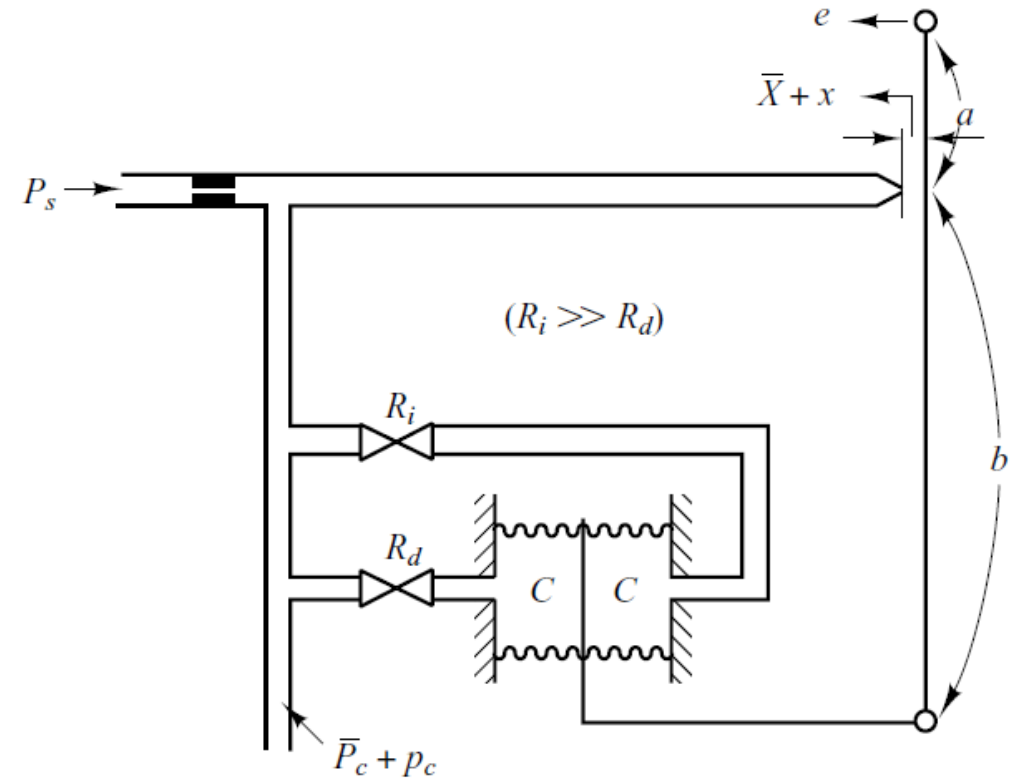 e
X̄ + x
a
Pₛ
(Rᵢ >> R_d)
Rᵢ
b
R_d
C C
P̄_c + p_c